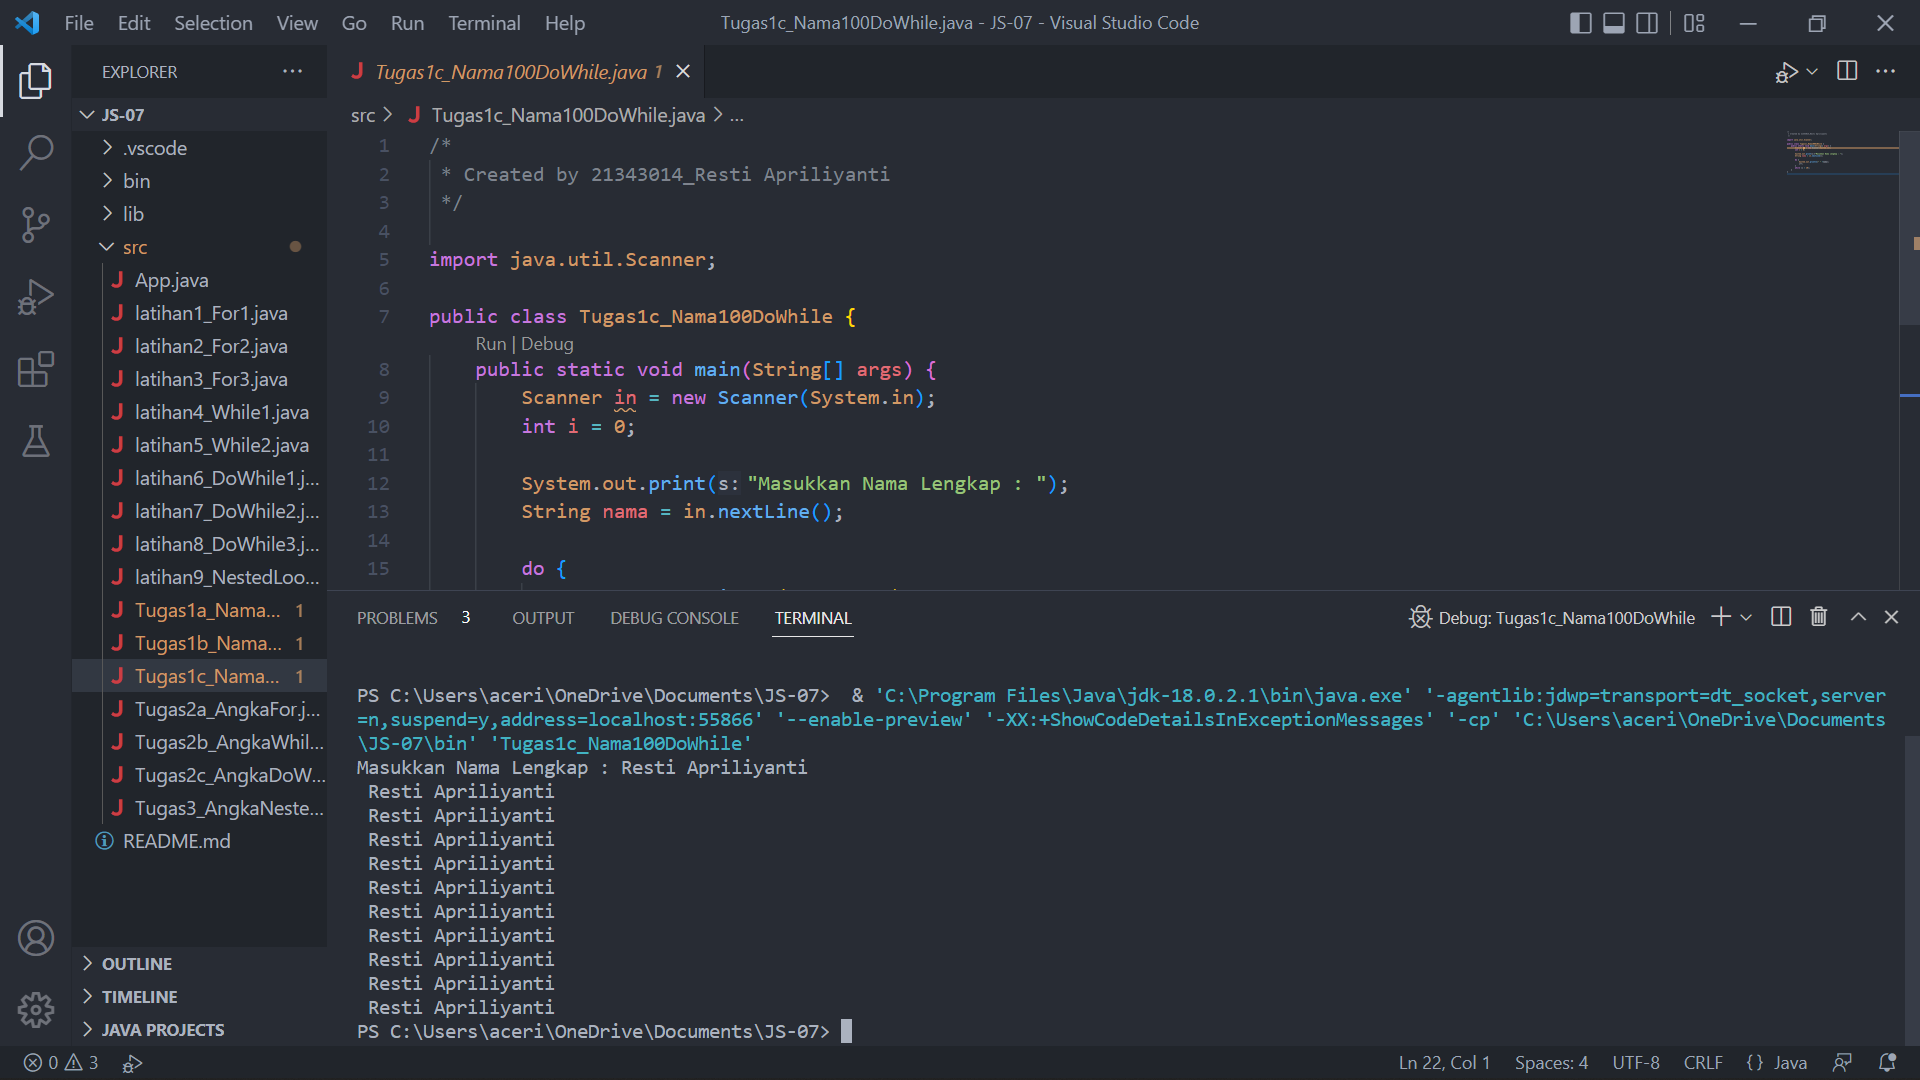 File Edit Selection View Go Run Terminal Help
Tugas1c_Nama100DoWhile.java - JS-07 - Visual Studio Code
EXPLORER
JS-07
.vscode
bin
lib
src
App.java
latihan1_For1.java
latihan2_For2.java
latihan3_For3.java
latihan4_While1.java
latihan5_While2.java
latihan6_DoWhile1.j...
latihan7_DoWhile2.j...
latihan8_DoWhile3.j...
latihan9_NestedLoo...
Tugas1a_Nama... 1
Tugas1b_Nama... 1
Tugas1c_Nama... 1
Tugas2a_AngkaFor.j...
Tugas2b_AngkaWhil...
Tugas2c_AngkaDoW...
Tugas3_AngkaNeste...
README.md
OUTLINE
TIMELINE
JAVA PROJECTS
Tugas1c_Nama100DoWhile.java 1
src > Tugas1c_Nama100DoWhile.java > ...
1 /*
2 * Created by 21343014_Resti Apriliyanti
3 */
4
5 import java.util.Scanner;
6
7 public class Tugas1c_Nama100DoWhile {
Run | Debug
8 public static void main(String[] args) {
9 Scanner in = new Scanner(System.in);
10 int i = 0;
11
12 System.out.print(s: "Masukkan Nama Lengkap : ");
13 String nama = in.nextLine();
14
15 do {
PROBLEMS 3 OUTPUT DEBUG CONSOLE TERMINAL
Debug: Tugas1c_Nama100DoWhile
PS C:\Users\aceri\OneDrive\Documents\JS-07> & 'C:\Program Files\Java\jdk-18.0.2.1\bin\java.exe' '-agentlib:jdwp=transport=dt_socket,server
=n,suspend=y,address=localhost:55866' '--enable-preview' '-XX:+ShowCodeDetailsInExceptionMessages' '-cp' 'C:\Users\aceri\OneDrive\Documents
\JS-07\bin' 'Tugas1c_Nama100DoWhile'
Masukkan Nama Lengkap : Resti Apriliyanti
Resti Apriliyanti
Resti Apriliyanti
Resti Apriliyanti
Resti Apriliyanti
Resti Apriliyanti
Resti Apriliyanti
Resti Apriliyanti
Resti Apriliyanti
Resti Apriliyanti
Resti Apriliyanti
PS C:\Users\aceri\OneDrive\Documents\JS-07>
0 3
Ln 22, Col 1 Spaces: 4 UTF-8 CRLF {} Java